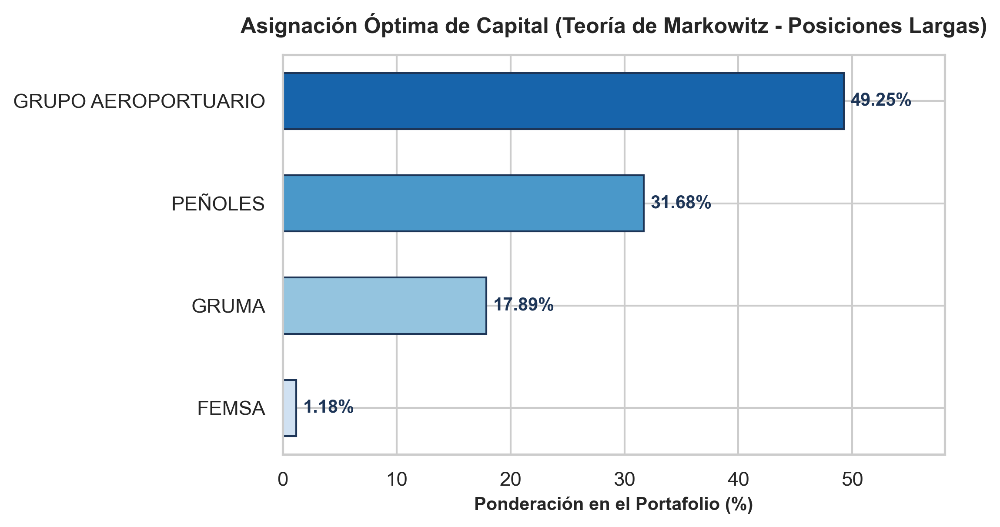 Asignación Óptima de Capital (Teoría de Markowitz - Posiciones Largas)
GRUPO AEROPORTUARIO
49.25%
PEÑOLES
31.68%
GRUMA
17.89%
FEMSA
1.18%
0 10 20 30 40 50
Ponderación en el Portafolio (%)